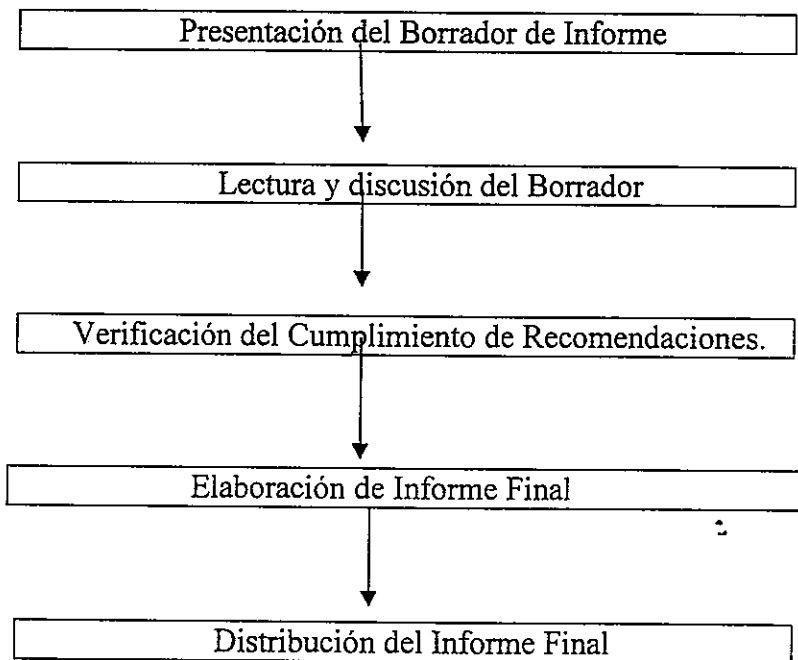 Presentación del Borrador de Informe
Lectura y discusión del Borrador
Verificación del Cumplimiento de Recomendaciones.
Elaboración de Informe Final
Distribución del Informe Final